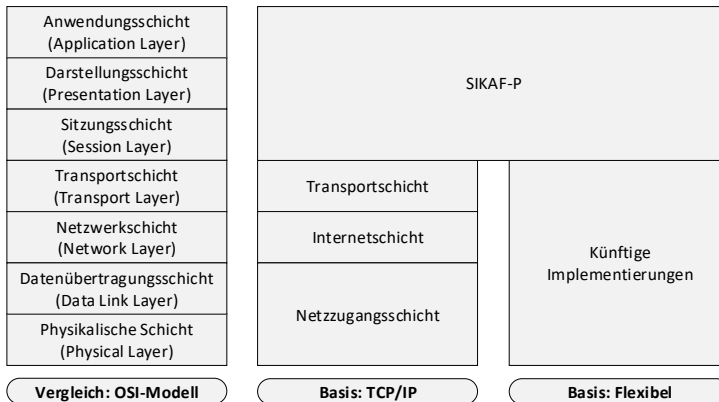 Anwendungsschicht
(Application Layer)
Darstellungsschicht
(Presentation Layer)
Sitzungsschicht
(Session Layer)
Transportschicht
(Transport Layer)
Netzwerkschicht
(Network Layer)
Datenübertragungsschicht
(Data Link Layer)
Physikalische Schicht
(Physical Layer)
Vergleich: OSI-Modell
SIKAF-P
Transportschicht
Internetschicht
Netzzugangsschicht
Basis: TCP/IP
Künftige
Implementierungen
Basis: Flexibel